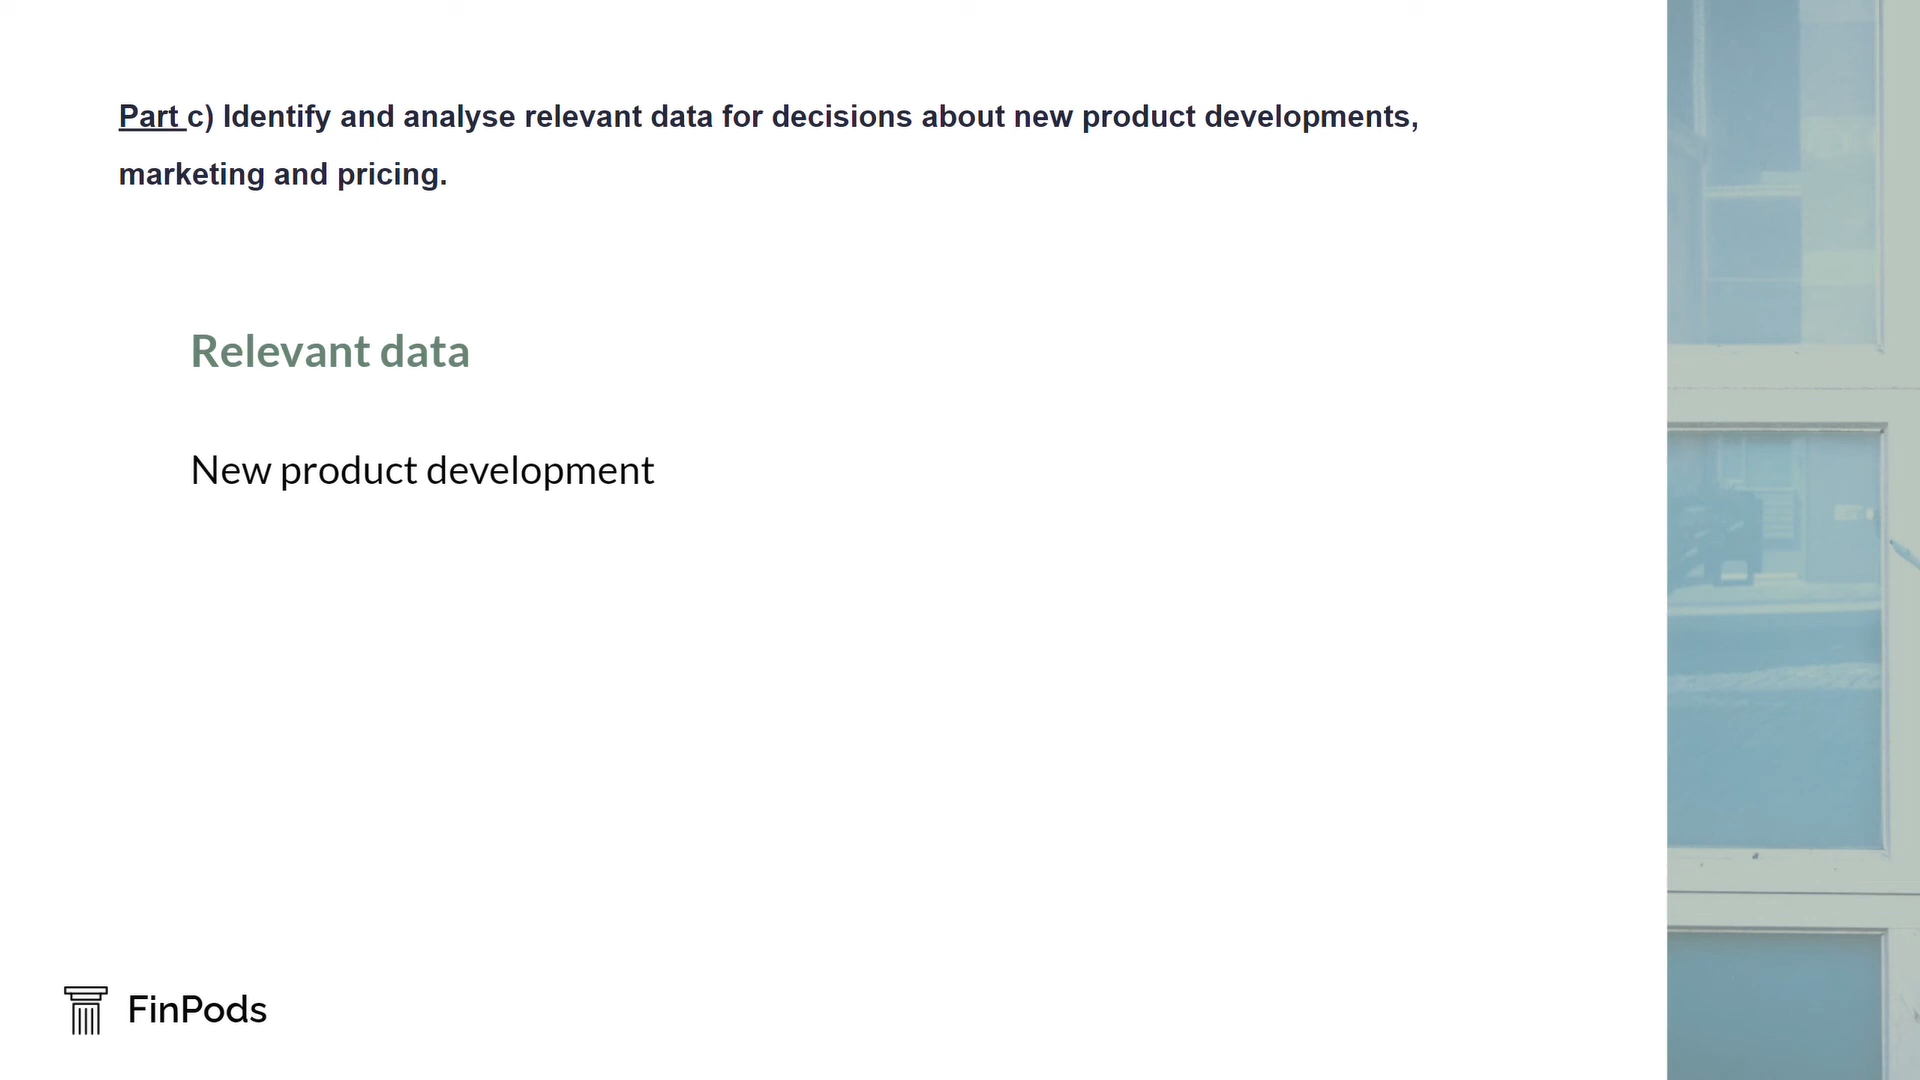 Part c) Identify and analyse relevant data for decisions about new product developments,
marketing and pricing.
Relevant data
New product development
FinPods